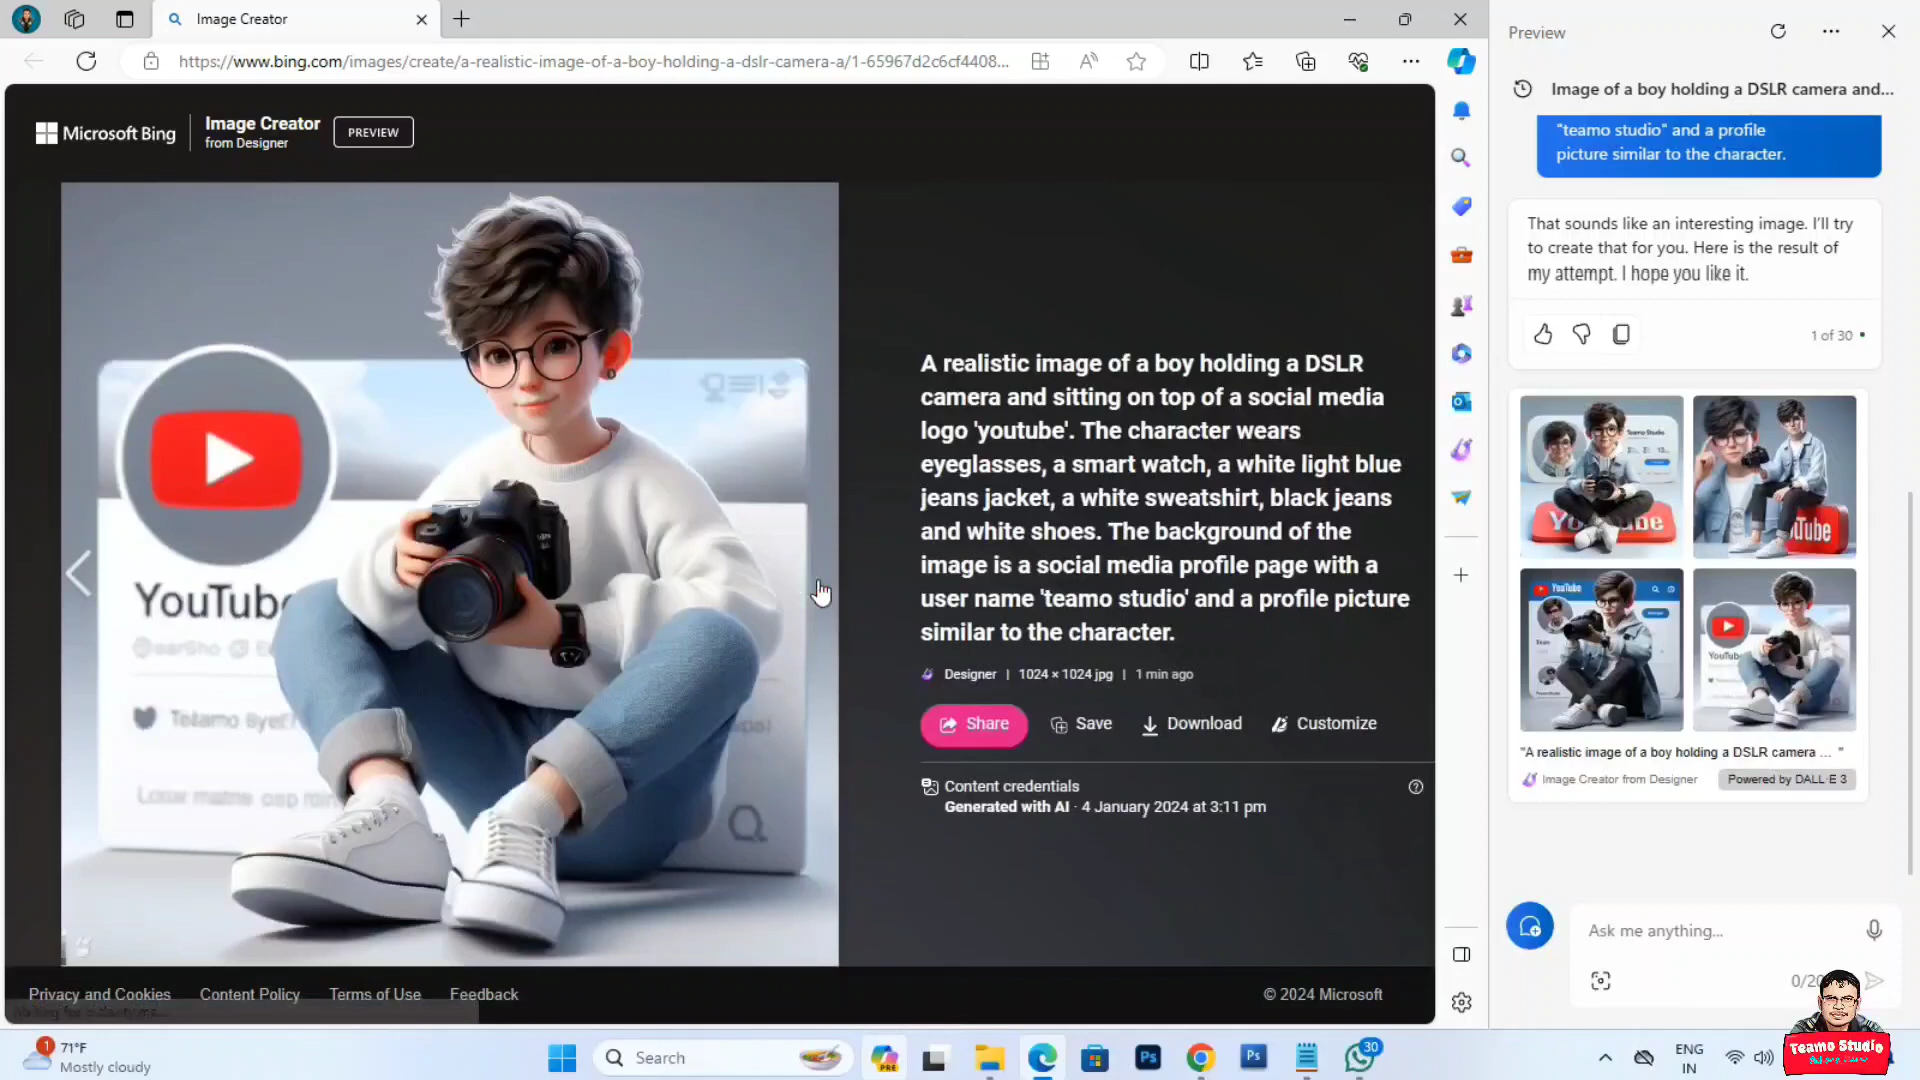 Image Creator
https://www.bing.com/images/create/a-realistic-image-of-a-boy-holding-a-dslr-camera-a/1-65967d2c6cf4408...
Microsoft Bing
Image Creator
from Designer
PREVIEW
YouTube
A realistic image of a boy holding a DSLR
camera and sitting on top of a social media
logo 'youtube'. The character wears
eyeglasses, a smart watch, a white light blue
jeans jacket, a white sweatshirt, black jeans
and white shoes. The background of the
image is a social media profile page with a
user name 'teamo studio' and a profile picture
similar to the character.
Designer | 1024 × 1024 jpg | 1 min ago
Share
Save
Download
Customize
Content credentials
Generated with AI · 4 January 2024 at 3:11 pm
Privacy and Cookies
Content Policy
Terms of Use
Feedback
© 2024 Microsoft
Preview
Image of a boy holding a DSLR camera and...
"teamo studio" and a profile
picture similar to the character.
That sounds like an interesting image. I'll try
to create that for you. Here is the result of
my attempt. I hope you like it.
1 of 30
Teamo Studio
YouTube
"A realistic image of a boy holding a DSLR camera ... "
Image Creator from Designer
Powered by DALL·E 3
Ask me anything...
0/20
1
71°F
Mostly cloudy
Search
PRE
Ps
Ps
30
ENG
IN
Teamo Studio